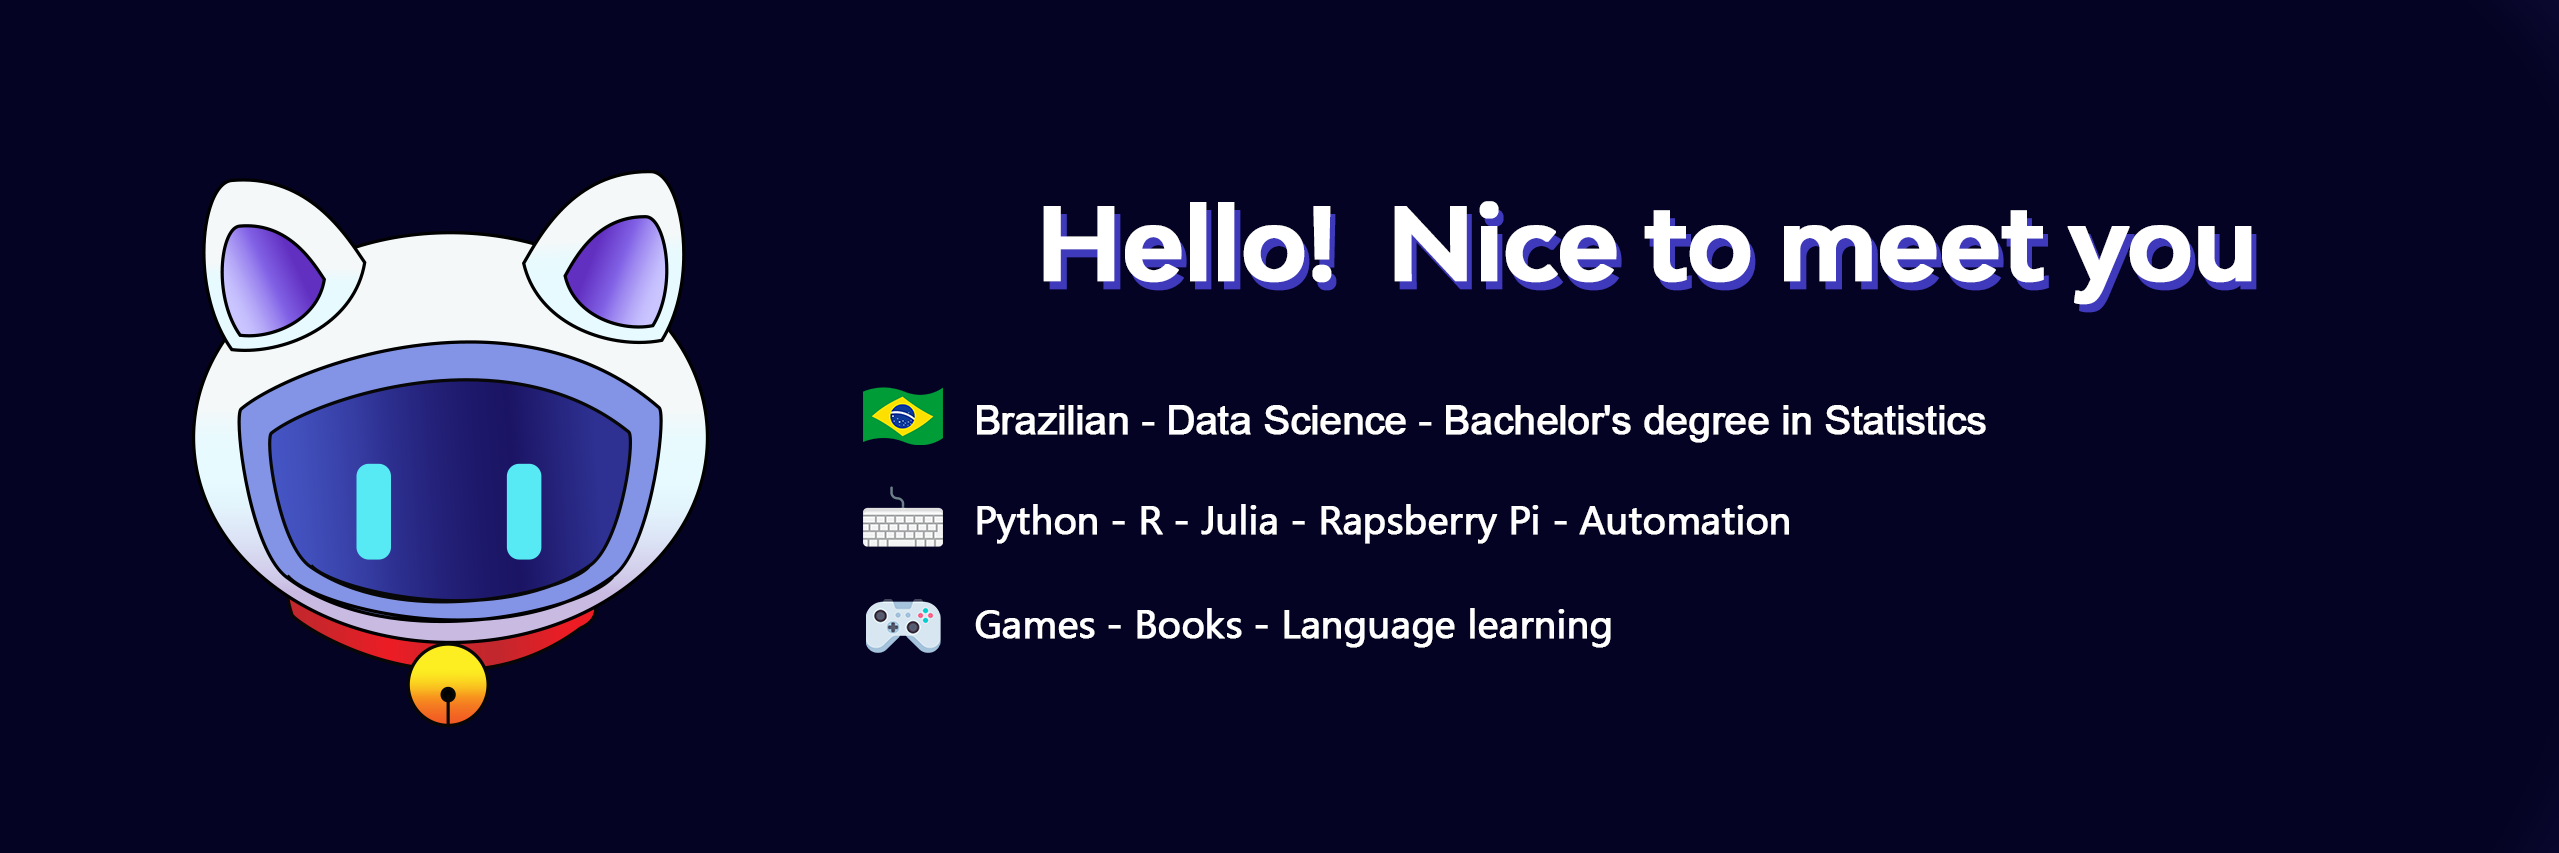 Hello! Nice to meet you
Brazilian - Data Science - Bachelor's degree in Statistics
Python - R - Julia - Rapsberry Pi - Automation
Games - Books - Language learning